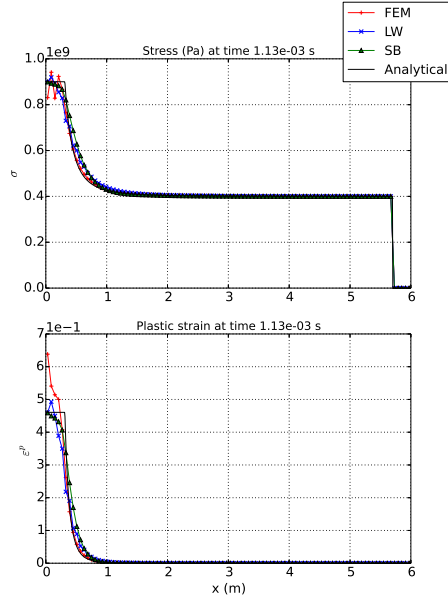 FEM
LW
SB
Analytical
1e9
Stress (Pa) at time 1.13e-03 s
1.0
0.8
0.6
σ
0.4
0.2
0.0
0 1 2 3 4 5 6
1e−1
Plastic strain at time 1.13e-03 s
7
6
5
4
εᵖ
3
2
1
0
0 1 2 3 4 5 6
x (m)